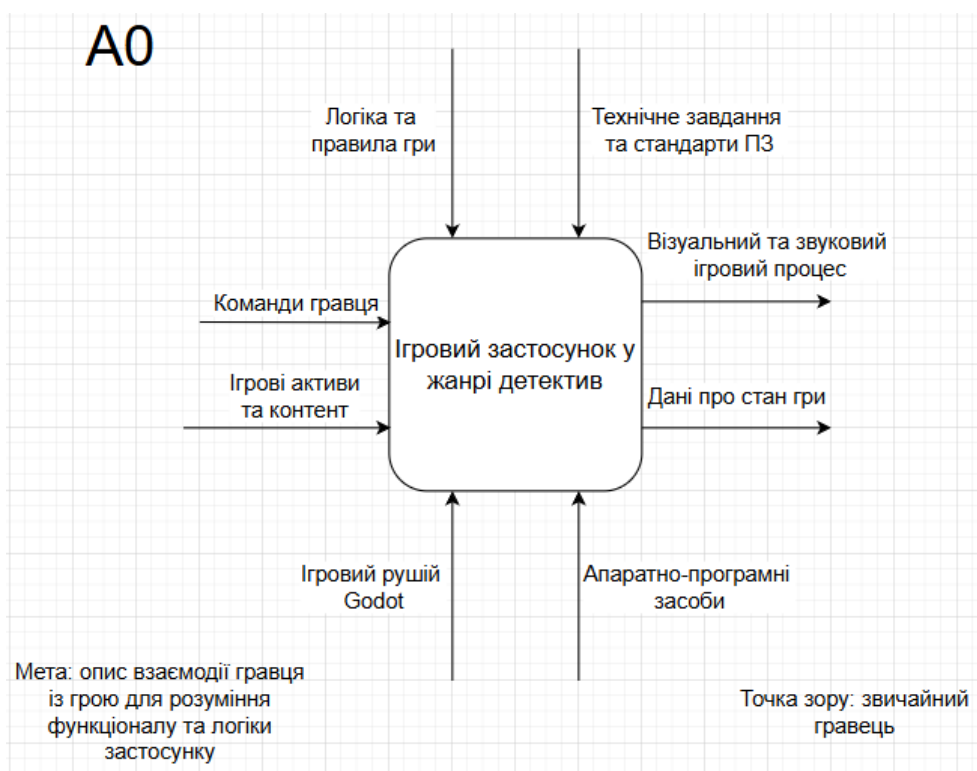 A0
Логіка та
правила гри
Технічне завдання
та стандарти ПЗ
Візуальний та звуковий
ігровий процес
Команди гравця
Ігровий застосунок у
жанрі детектив
Ігрові активи
та контент
Дані про стан гри
Ігровий рушій
Godot
Апаратно-програмні
засоби
Мета: опис взаємодії гравця
із грою для розуміння
функціоналу та логіки
застосунку
Точка зору: звичайний
гравець